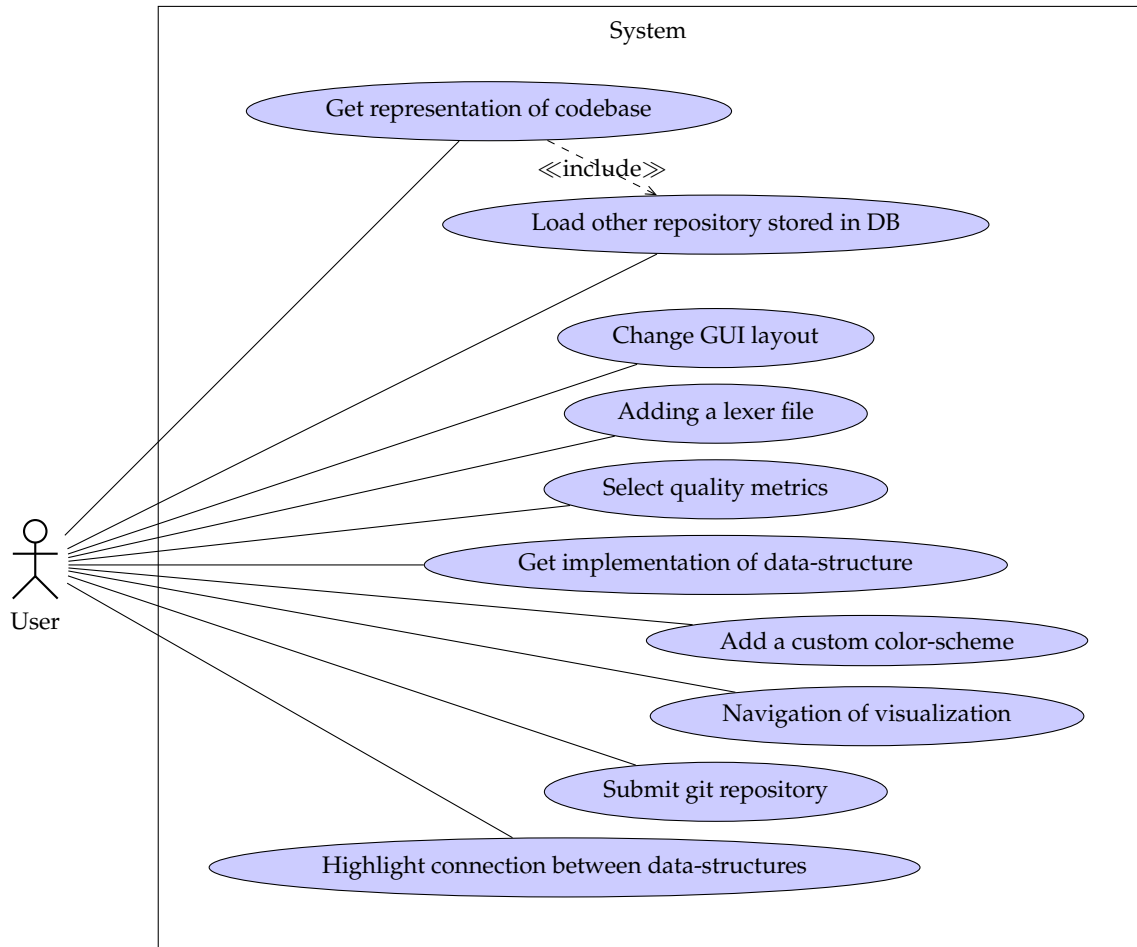 System
Get representation of codebase
≪include≫
Load other repository stored in DB
Change GUI layout
Adding a lexer file
Select quality metrics
Get implementation of data-structure
User
Add a custom color-scheme
Navigation of visualization
Submit git repository
Highlight connection between data-structures